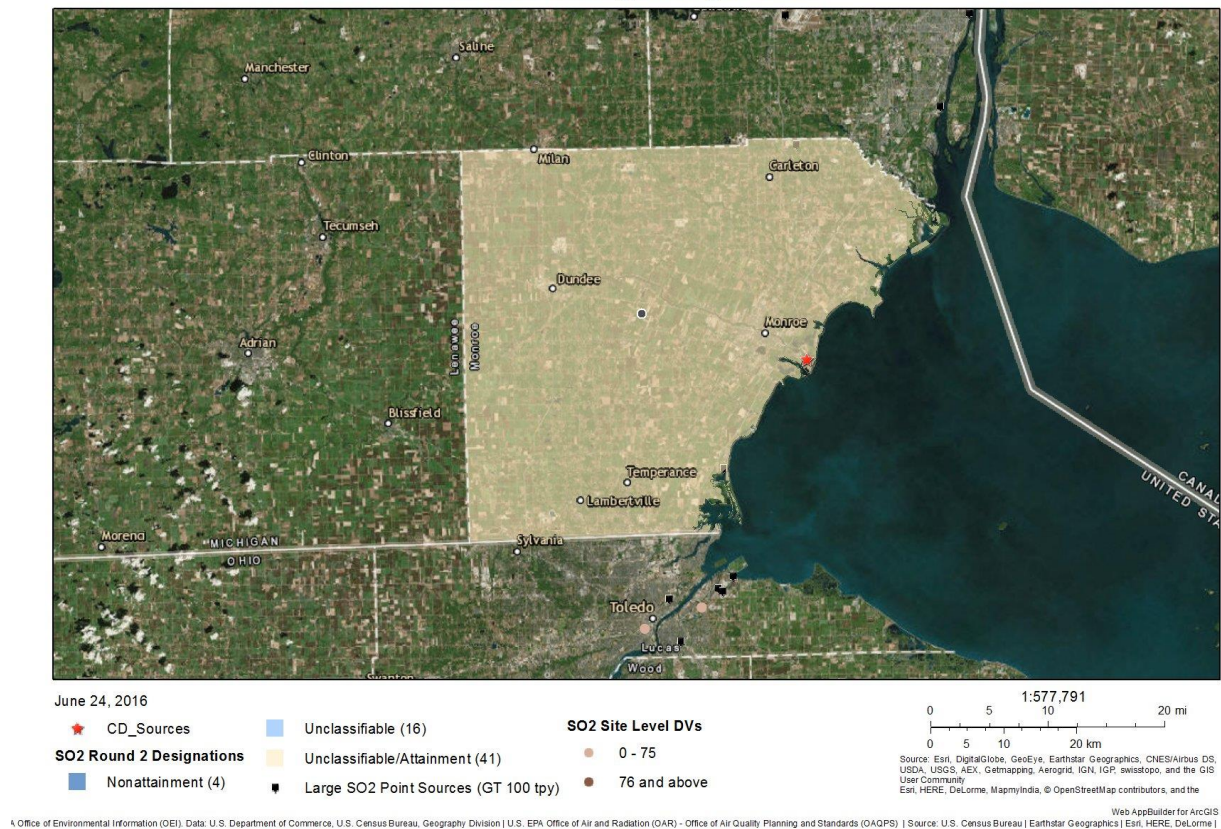 Saline
Manchester
Clinton
Milan
Carleton
Tecumseh
Dundee
Monroe
Lenawee
Monroe
Adrian
Blissfield
Temperance
Lambertville
CANAD
UNITED STA
Morenci
MICHIGAN
OHIO
Sylvania
Toledo
Lucas
Wood
Swanton
June 24, 2016
CD_Sources
SO2 Round 2 Designations
Nonattainment (4)
Unclassifiable (16)
Unclassifiable/Attainment (41)
Large SO2 Point Sources (GT 100 tpy)
SO2 Site Level DVs
0 - 75
76 and above
1:577,791
0 5 10 20 mi
0 5 10 20 km
Source: Esri, DigitalGlobe, GeoEye, Earthstar Geographics, CNES/Airbus DS,
USDA, USGS, AEX, Getmapping, Aerogrid, IGN, IGP, swisstopo, and the GIS
User Community
Esri, HERE, DeLorme, MapmyIndia, © OpenStreetMap contributors, and the
Web AppBuilder for ArcGIS
A, Office of Environmental Information (OEI). Data: U.S. Department of Commerce, U.S. Census Bureau, Geography Division | U.S. EPA Office of Air and Radiation (OAR) - Office of Air Quality Planning and Standards (OAQPS) | Source: U.S. Census Bureau | Earthstar Geographics | Esri, HERE, DeLorme |